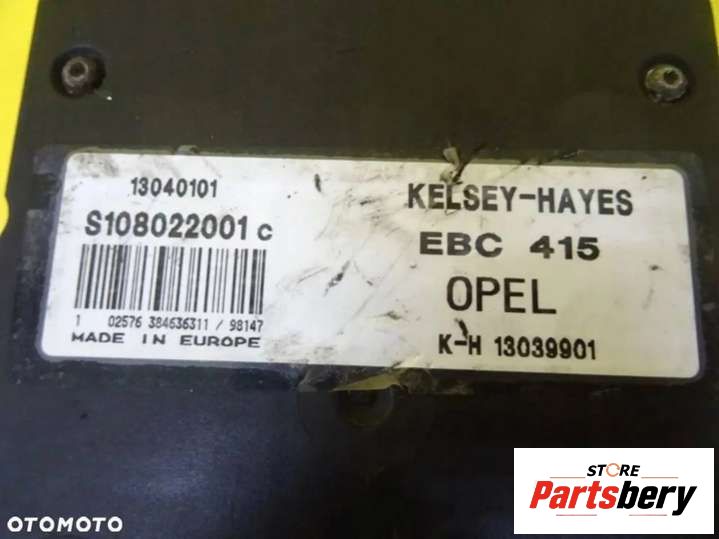 13040101
S108022001 c
1 02576 384636311 / 98147
MADE IN EUROPE
KELSEY-HAYES
EBC 415
OPEL
K-H 13039901
STORE
Partsbery
OTOMOTO